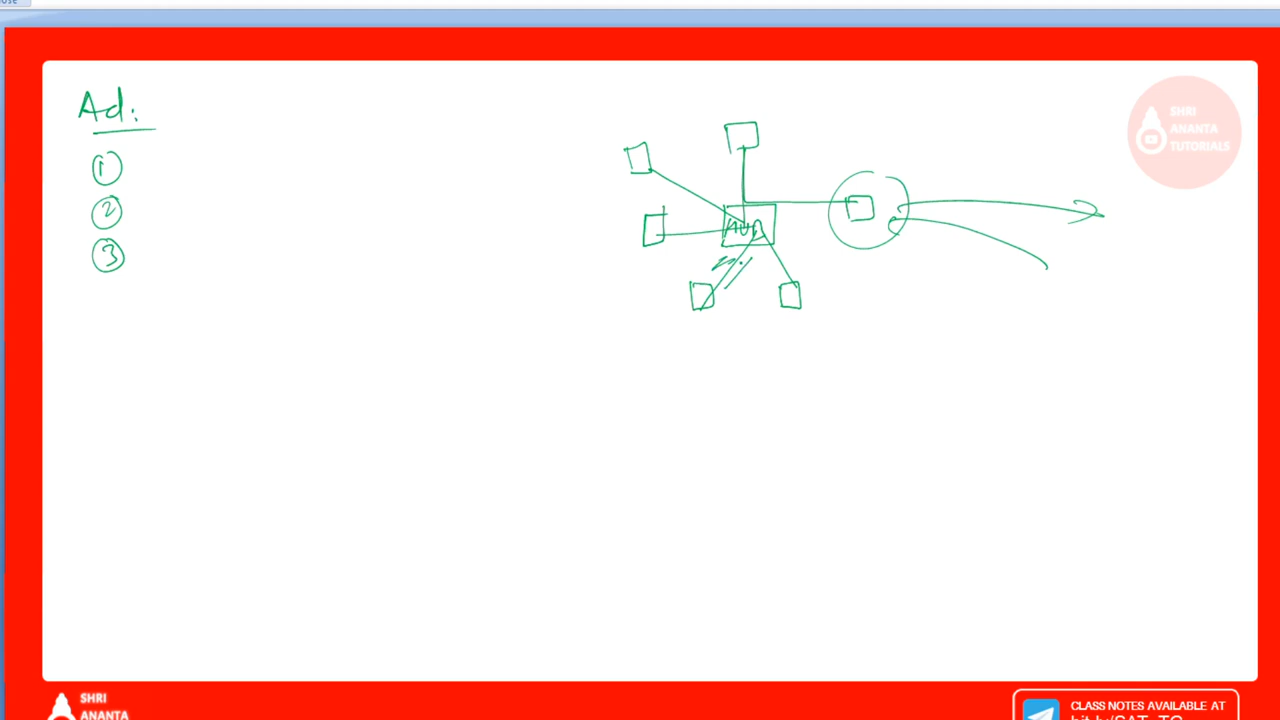 Ad:
①
②
③
HUB
SHRI
ANANTA
TUTORIALS
SHRI
ANANTA
CLASS NOTES AVAILABLE AT